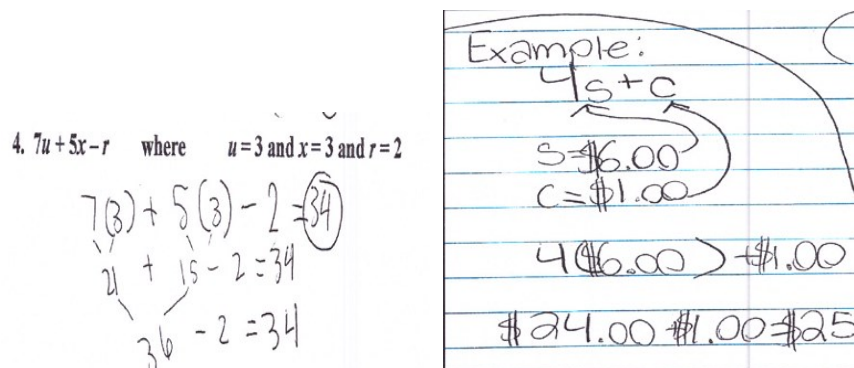 4. 7u + 5x – r where u = 3 and x = 3 and r = 2
7(3) + 5(3) - 2 = 34
21 + 15 - 2 = 34
36 - 2 = 34
Example:
4s + c
s = $6.00
c = $1.00
4($6.00) + $1.00
$24.00 + $1.00 = $25